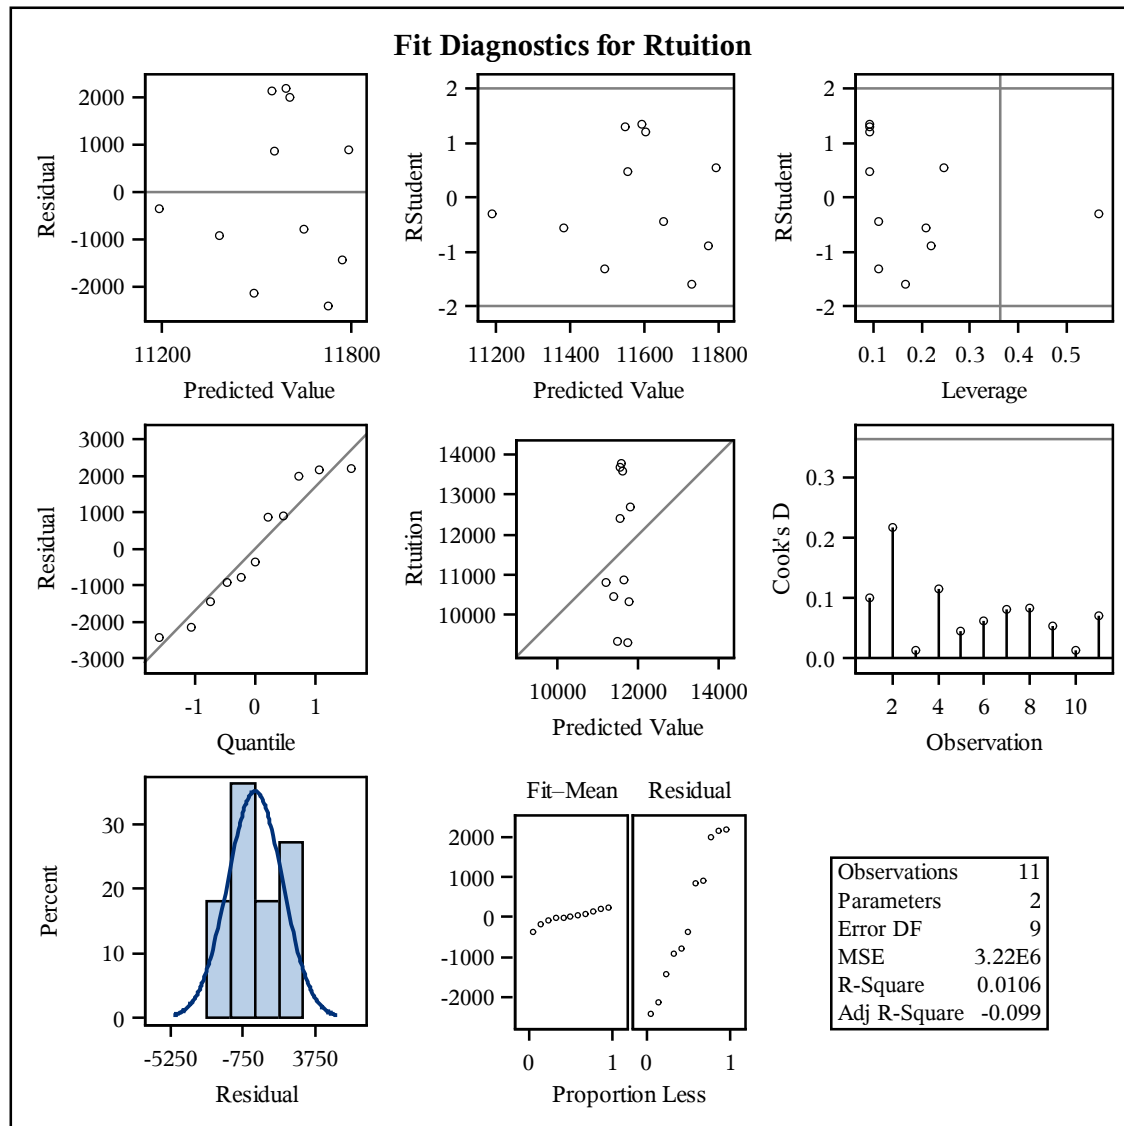 Fit Diagnostics for Rtuition
2000
1000
0
-1000
-2000
Residual
11200 11800
Predicted Value
2
1
0
-1
-2
RStudent
11200 11400 11600 11800
Predicted Value
2
1
0
-1
-2
RStudent
0.1 0.2 0.3 0.4 0.5
Leverage
3000
2000
1000
0
-1000
-2000
-3000
Residual
-1 0 1
Quantile
14000
13000
12000
11000
10000
Rtuition
10000 12000 14000
Predicted Value
0.3
0.2
0.1
0.0
Cook's D
2 4 6 8 10
Observation
30
20
10
0
Percent
-5250 -750 3750
Residual
Fit–Mean Residual
2000
1000
0
-1000
-2000
0 1 0 1
Proportion Less
Observations 11
Parameters 2
Error DF 9
MSE 3.22E6
R-Square 0.0106
Adj R-Square -0.099